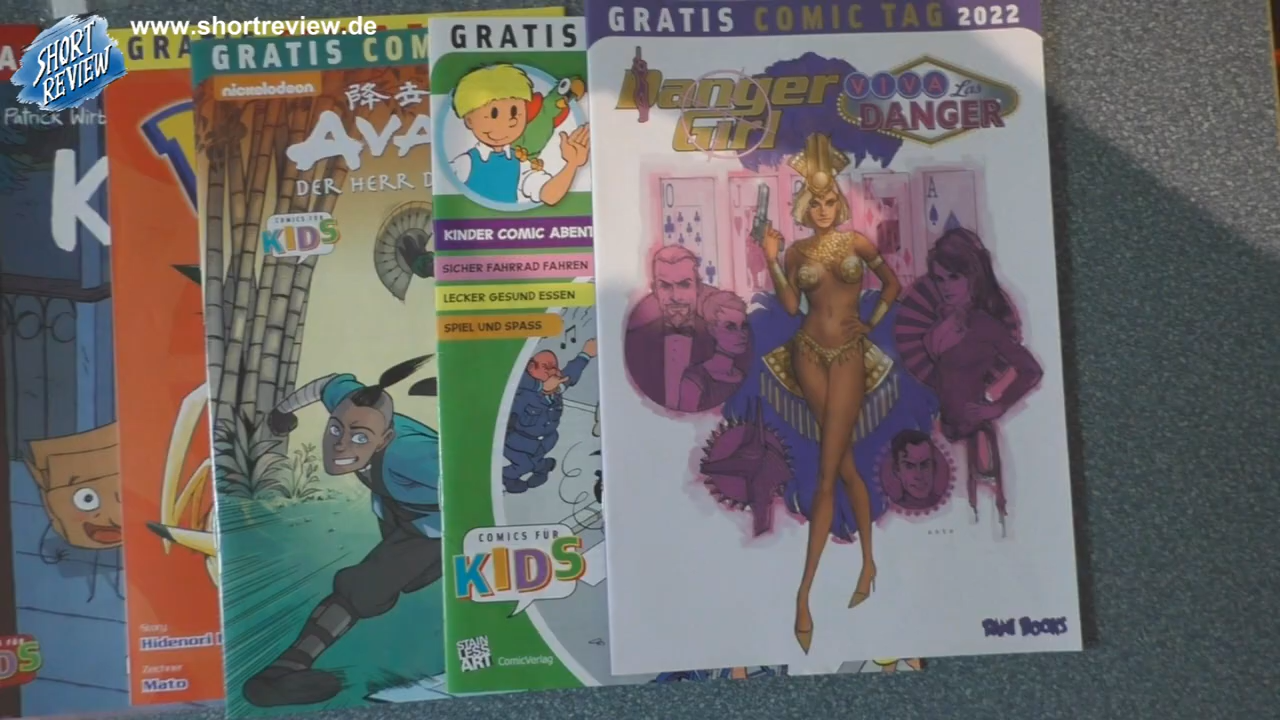 www.shortreview.de
SHORT
REVIEW
Patrick Wirb
K
GRA
GRATIS COM
nickelodeon
降世
AVA
DER HERR D
COMICS FÜR
KIDS
Story
Hidenori
Zeichner
Mato
GRATIS
KINDER COMIC ABENT
SICHER FAHRRAD FAHREN
LECKER GESUND ESSEN
SPIEL UND SPASS
COMICS FÜR
KIDS
STAIN
LESS
ART
ComicVerlag
GRATIS COMIC TAG 2022
Danger
Girl
VIVA Las
DANGER
A
PANINI BOOKS